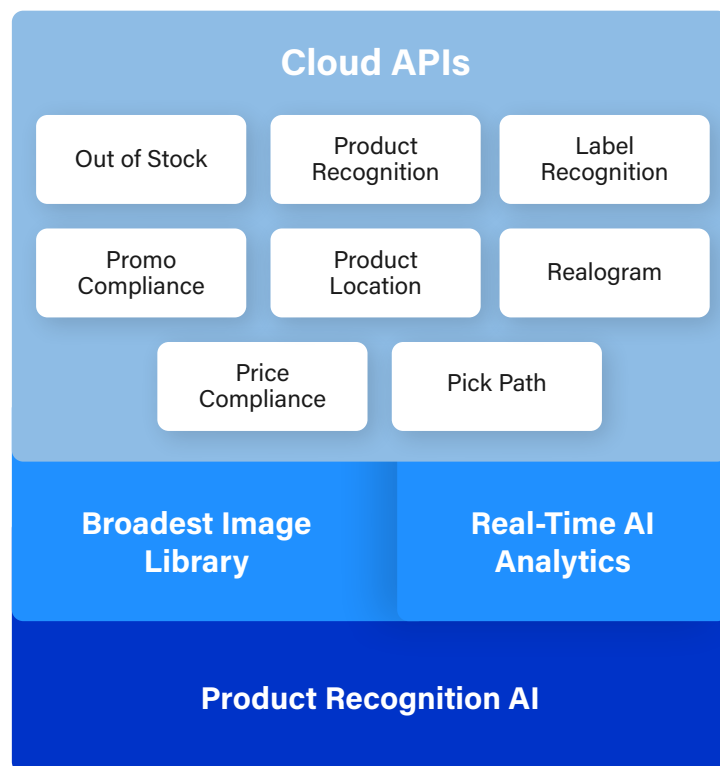 Cloud APIs
Out of Stock
Product
Recognition
Label
Recognition
Promo
Compliance
Product
Location
Realogram
Price
Compliance
Pick Path
Broadest Image
Library
Real-Time AI
Analytics
Product Recognition AI